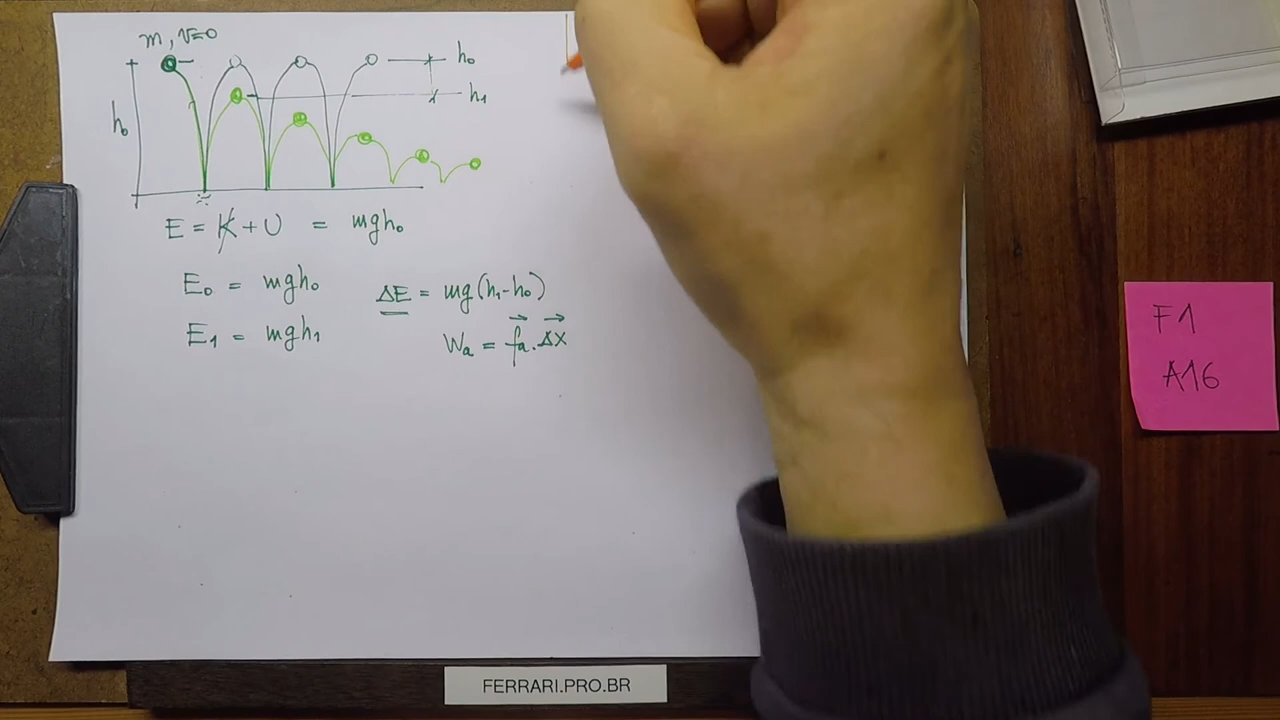 m, v=0
h₀
h₁
h₀
E = K + U = mgh₀
E₀ = mgh₀
ΔE = mg(h₁-h₀)
E₁ = mgh₁
Wₐ = fₐ. Δx
F1
A16
FERRARI.PRO.BR